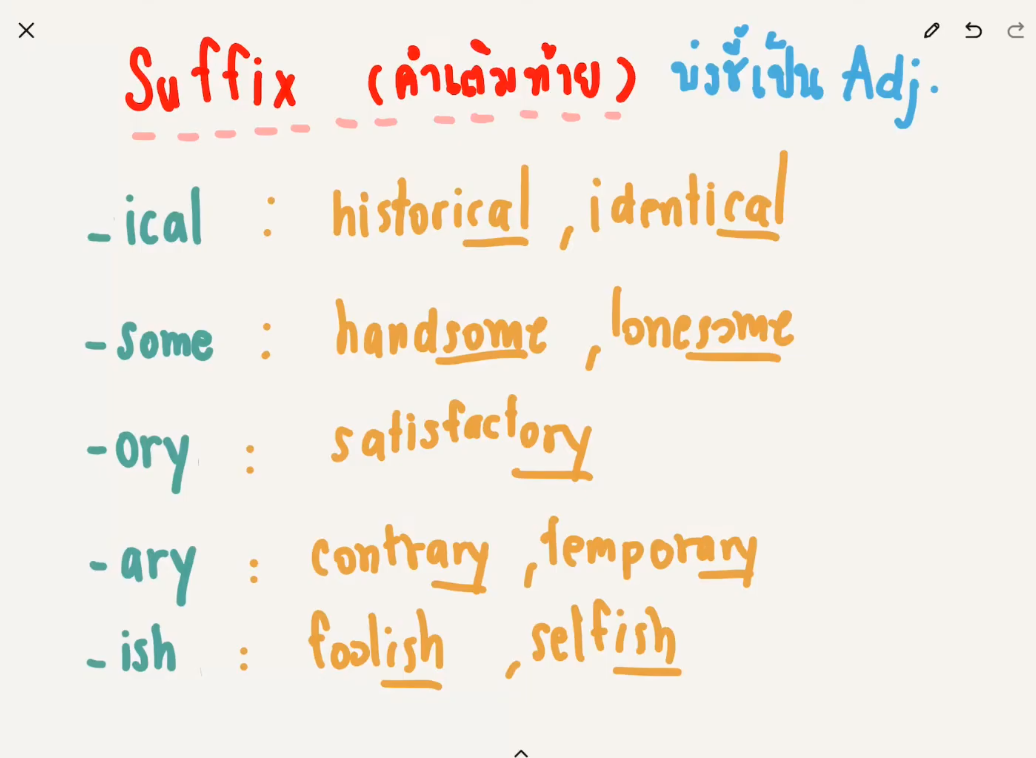 Suffix (คำเติมท้าย) บ่งชี้เป็น Adj.
-ical : historical , identical
-some : handsome , lonesome
-ory : satisfactory
-ary : contrary , temporary
-ish : foolish , selfish